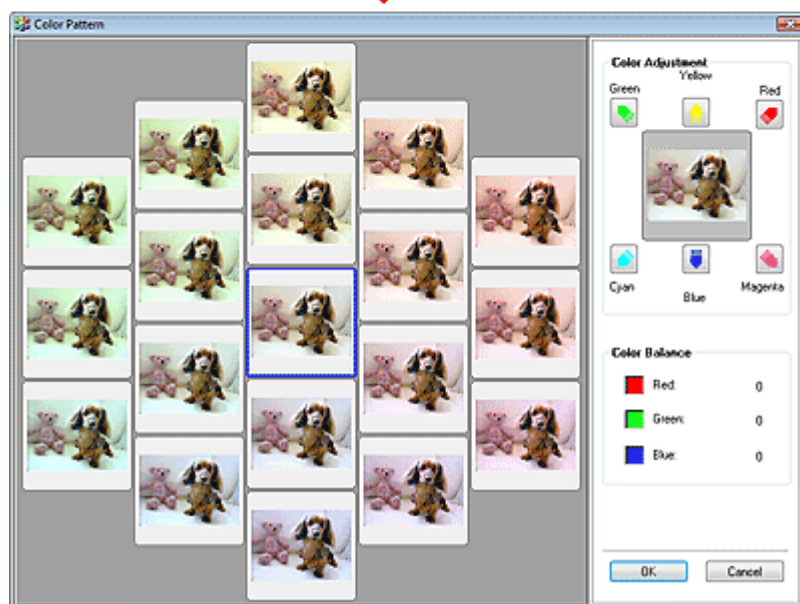 Color Pattern
Color Adjustment
Yellow
Green
Red
Cyan
Blue
Magenta
Color Balance
Red: 0
Green: 0
Blue: 0
OK
Cancel